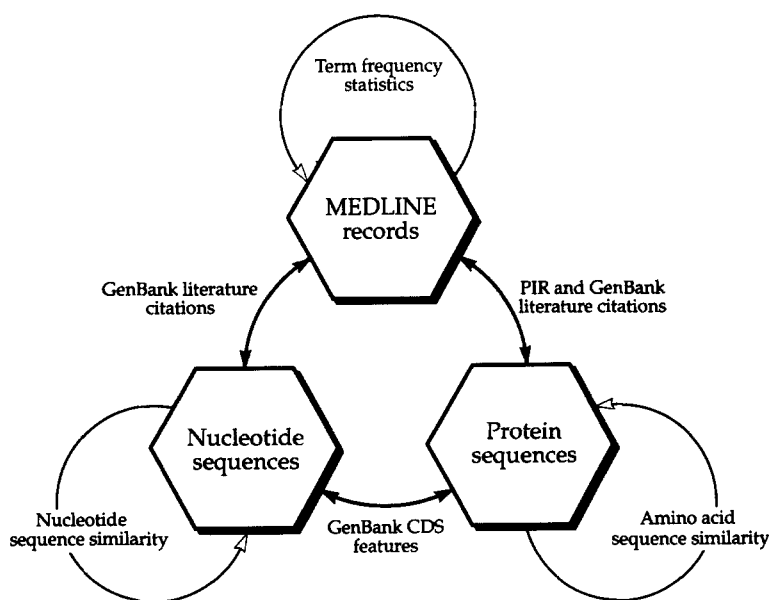 Term frequency
statistics
MEDLINE
records
GenBank literature
citations
PIR and GenBank
literature citations
Nucleotide
sequences
Protein
sequences
Nucleotide
sequence similarity
GenBank CDS
features
Amino acid
sequence similarity